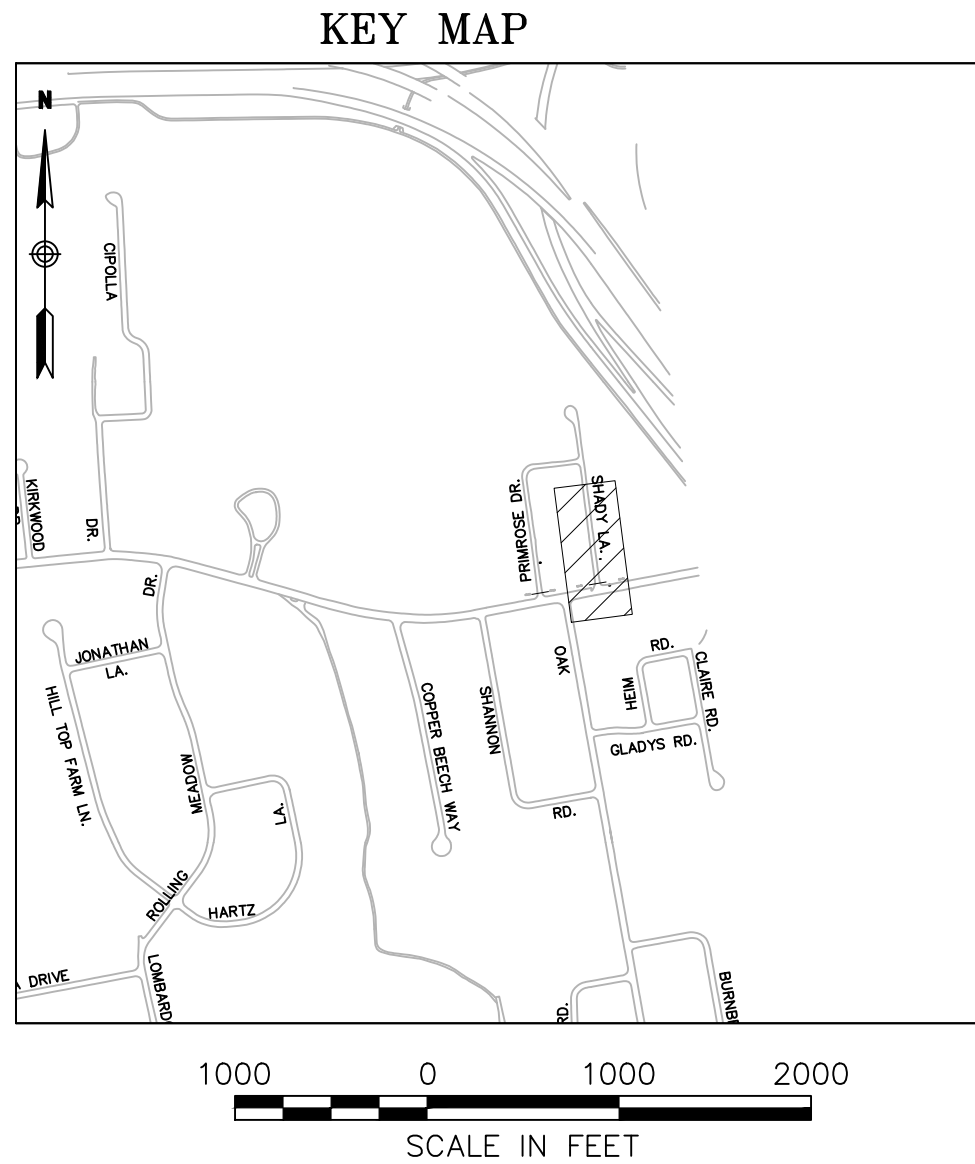 KEY MAP
N
CIPOLLA
DR.
KIRKWOOD
PRIMROSE DR.
SHADY LA.
DR.
JONATHAN
LA.
HILL TOP FARM LN.
MEADOW
ROLLING
HARTZ
LA.
COPPER BEECH WAY
SHANNON
RD.
OAK
HEIM
RD.
CLAIRE RD.
GLADYS RD.
DRIVE
LOMBARD
RD.
BURNB
1000 0 1000 2000
SCALE IN FEET